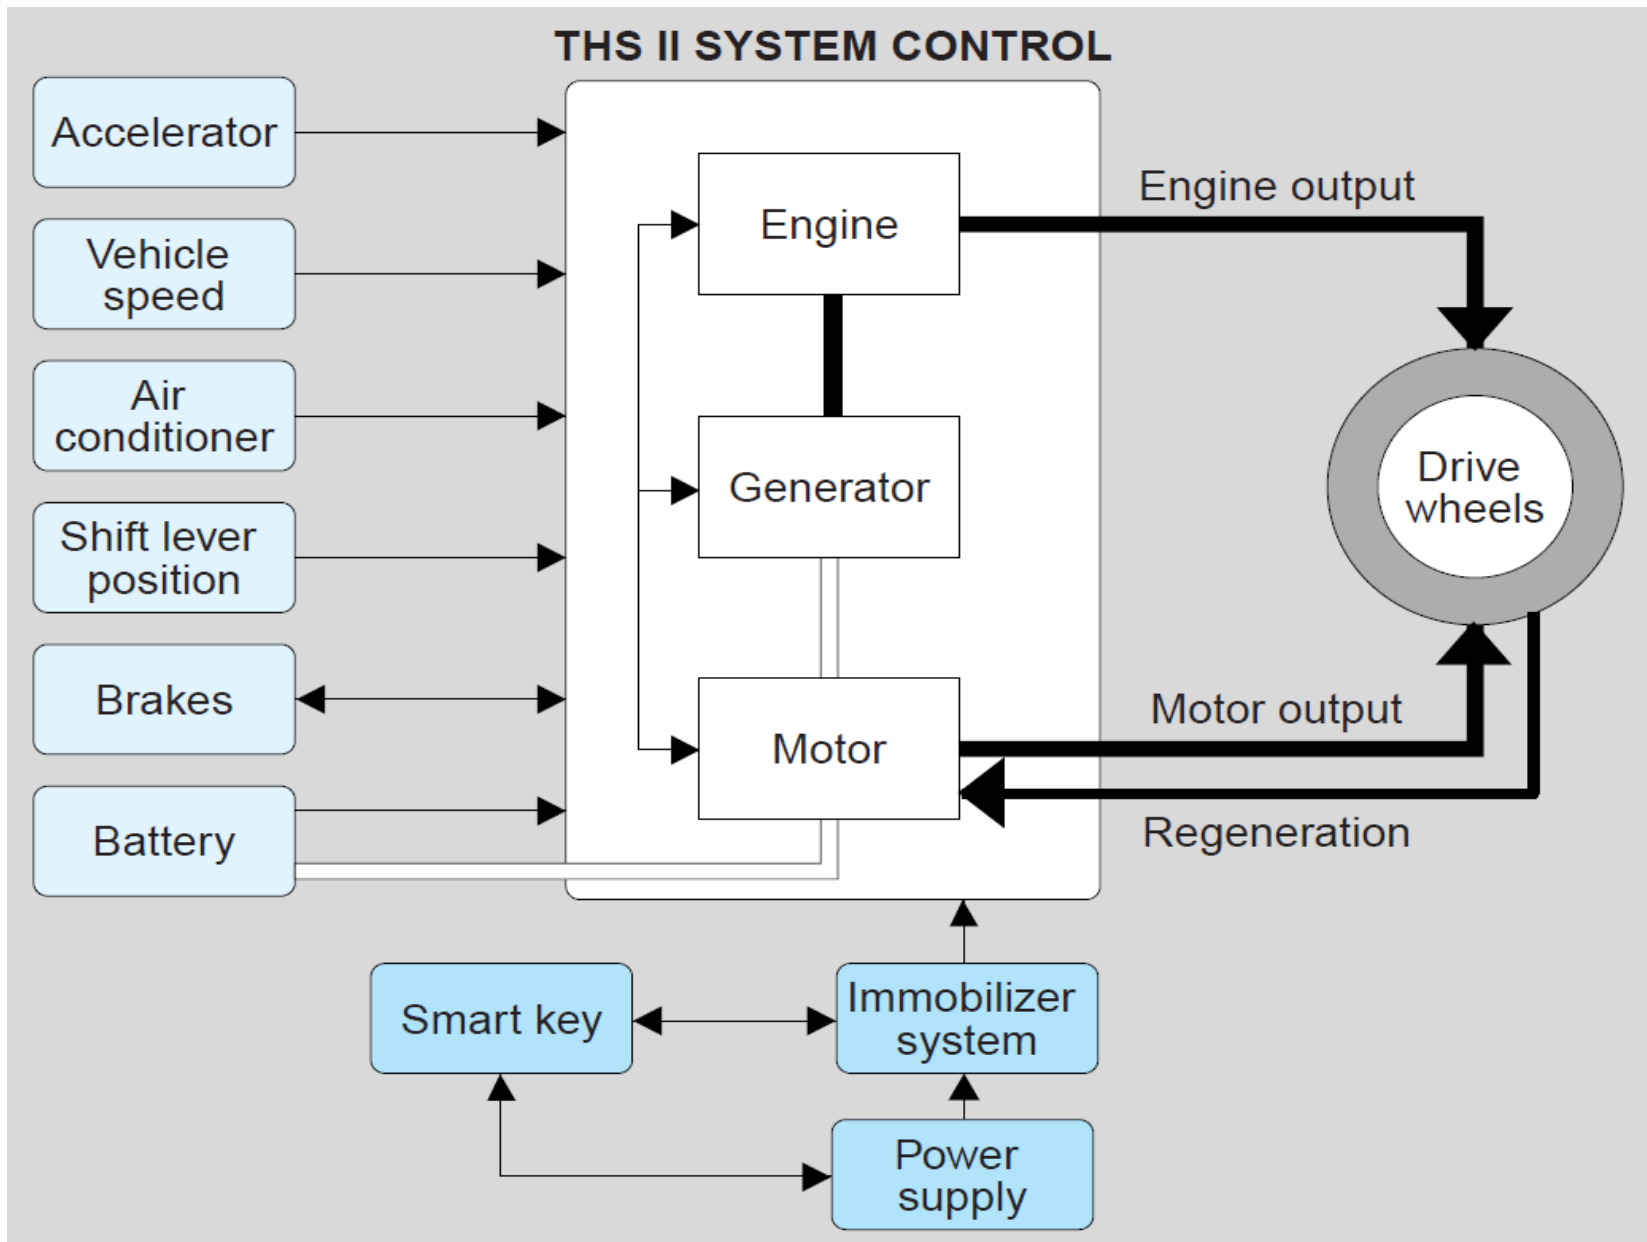 THS II SYSTEM CONTROL
Accelerator
Vehicle
speed
Air
conditioner
Shift lever
position
Brakes
Battery
Engine
Generator
Motor
Engine output
Drive
wheels
Motor output
Regeneration
Smart key
Immobilizer
system
Power
supply